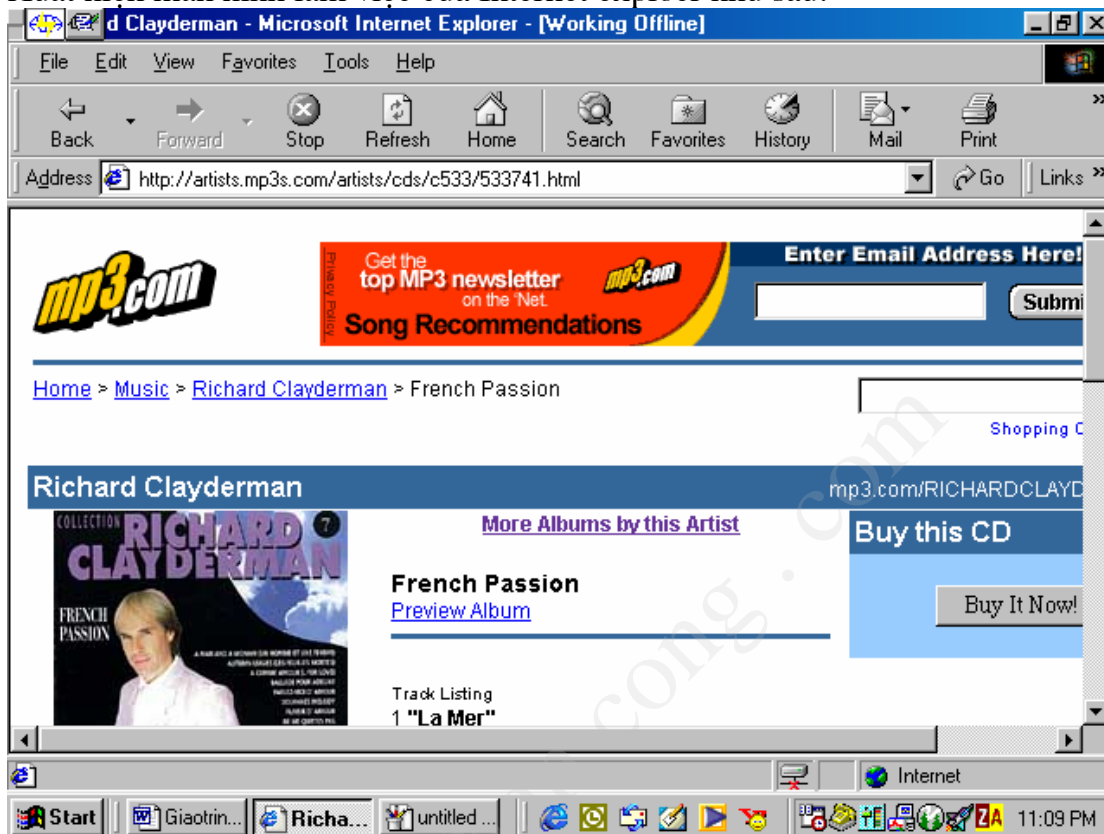 d Clayderman - Microsoft Internet Explorer - [Working Offline]
File Edit View Favorites Tools Help
Back Forward Stop Refresh Home Search Favorites History Mail Print
Address http://artists.mp3s.com/artists/cds/c533/533741.html Go Links
mp3.com
Privacy Policy
Get the
top MP3 newsletter
on the 'Net.
Song Recommendations
mp3.com
Enter Email Address Here!
Submi
Home > Music > Richard Clayderman > French Passion
Shopping C
Richard Clayderman mp3.com/RICHARDCLAYD
COLLECTION RICHARD 7
CLAYDERMAN
FRENCH
PASSION
More Albums by this Artist
French Passion
Preview Album
Track Listing
1 "La Mer"
Buy this CD
Buy It Now!
Internet
Start Giaotrin... Richa... untitled ... ZA 11:09 PM
cong . com